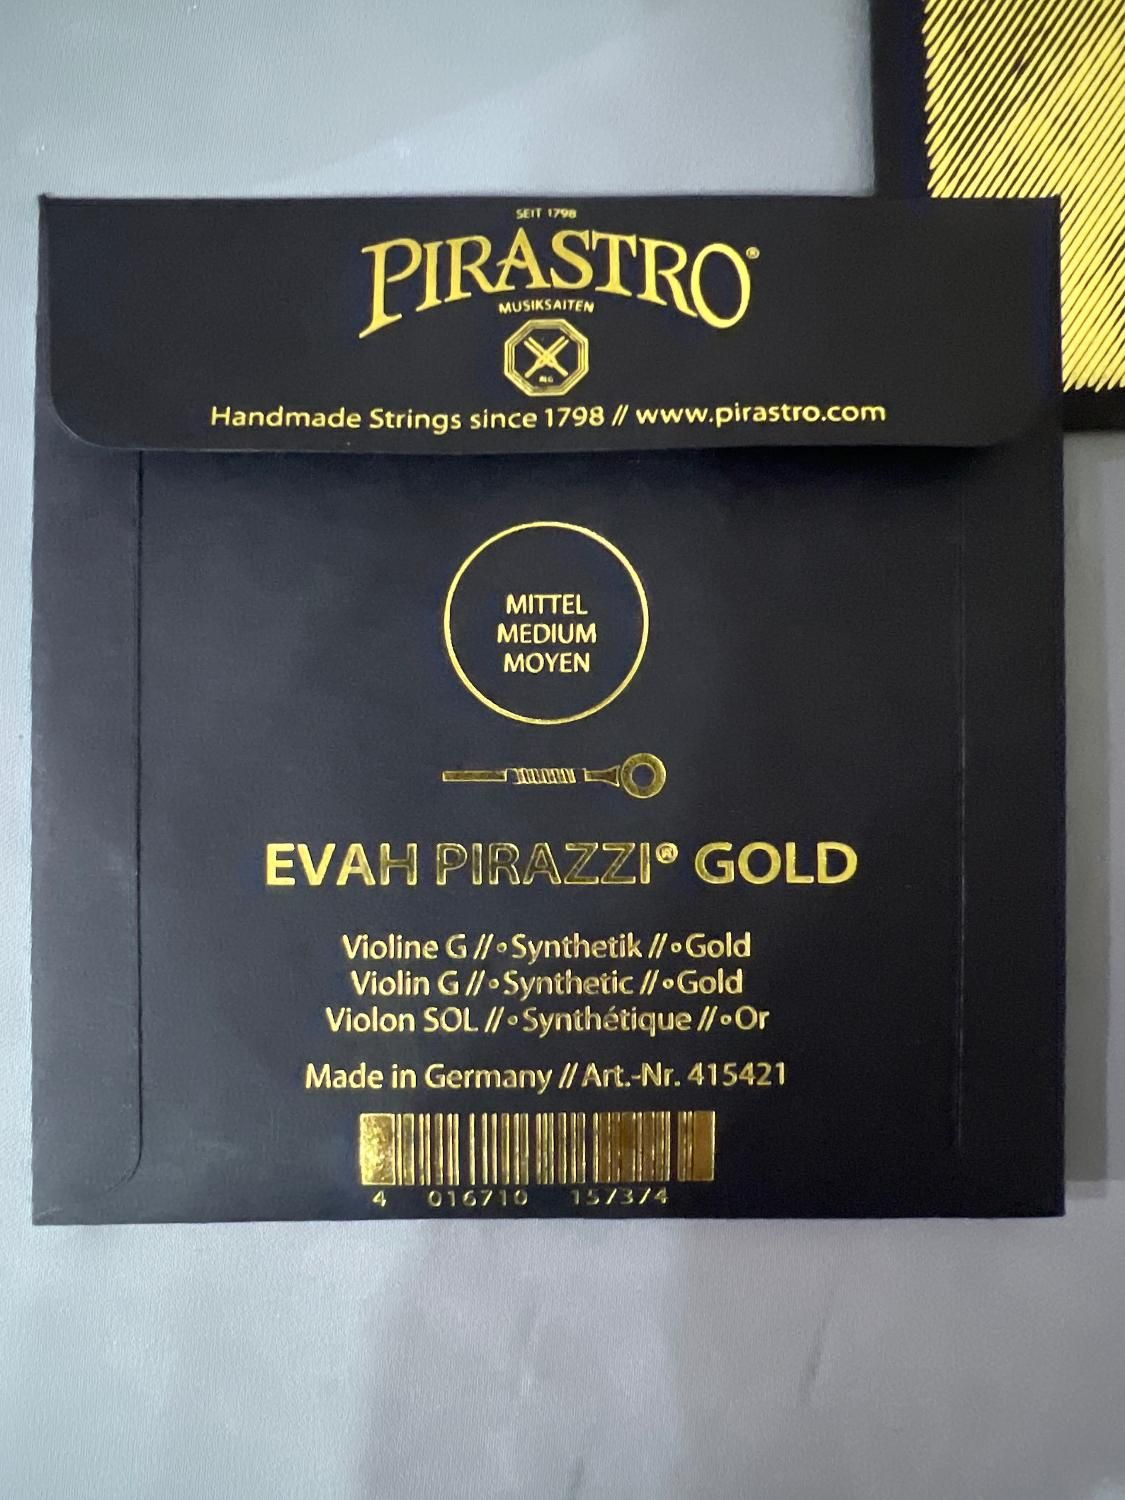 SEIT 1798
PIRASTRO®
MUSIKSAITEN
Handmade Strings since 1798 // www.pirastro.com
MITTEL
MEDIUM
MOYEN
EVAH PIRAZZI® GOLD
Violine G //∘Synthetik //∘Gold
Violin G //∘Synthetic //∘Gold
Violon SOL //∘Synthétique //∘Or
Made in Germany // Art.-Nr. 415421
4 016710 157374